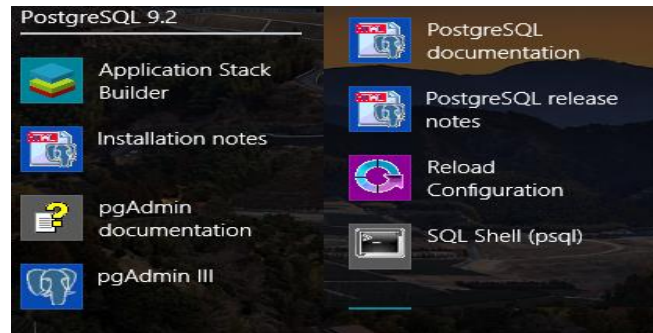 PostgreSQL 9.2
Application Stack
Builder
Installation notes
pgAdmin
documentation
pgAdmin III
PostgreSQL
documentation
PostgreSQL release
notes
Reload
Configuration
SQL Shell (psql)